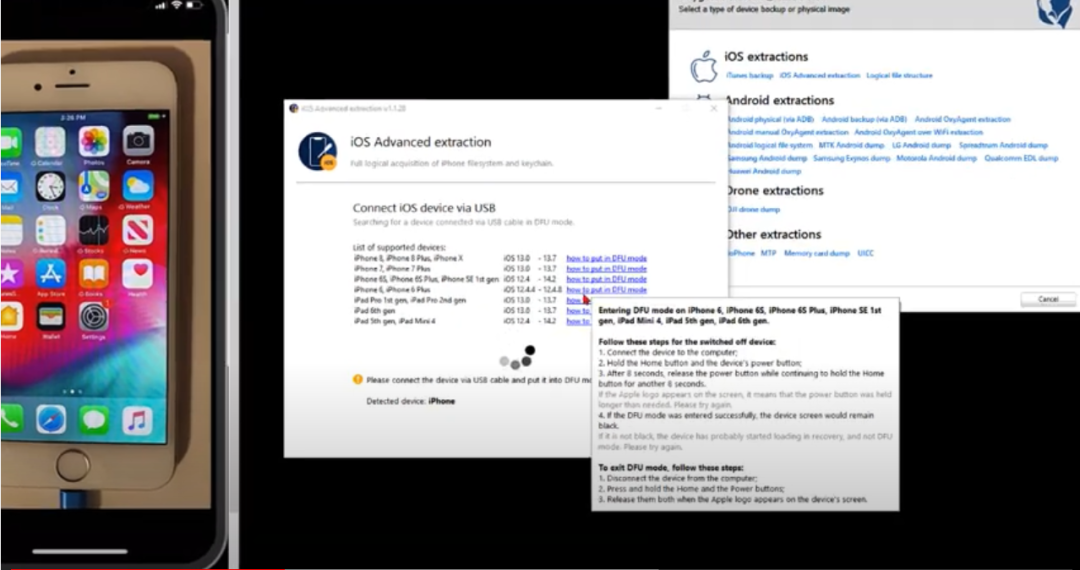 2:26 PM
Calendar
Photos
Camera
Clock
Maps
Weather
Stocks
News
App Store
Books
Health
Wallet
Settings
Select a type of device backup or physical image
iOS extractions
iTunes backup iOS Advanced extraction Logical file structure
Android extractions
Android physical (via ADB) Android backup (via ADB) Android OxyAgent extraction
Android manual OxyAgent extraction Android OxyAgent over WiFi extraction
Android logical file system MTK Android dump LG Android dump Spreadtrum Android dump
Samsung Android dump Samsung Exynos dump Motorola Android dump Qualcomm EDL dump
Huawei Android dump
Drone extractions
DJI drone dump
Other extractions
MTP Memory card dump UICC
Cancel
iOS Advanced extraction v.1.1.20
iOS Advanced extraction
Full logical acquisition of iPhone filesystem and keychain.
Connect iOS device via USB
Searching for a device connected via USB cable in DFU mode.
List of supported devices:
iPhone 8, iPhone 8 Plus, iPhone X iOS 13.0 - 13.7 how to put in DFU mode
iPhone 7, iPhone 7 Plus iOS 13.0 - 13.7 how to put in DFU mode
iPhone 6S, iPhone 6S Plus, iPhone SE 1st gen iOS 12.4 - 14.2 how to put in DFU mode
iPhone 6, iPhone 6 Plus iOS 12.4.4 - 12.4.8 how to put in DFU mode
iPad Pro 1st gen, iPad Pro 2nd gen iOS 13.0 - 13.7 how
iPad 6th gen iOS 13.0 - 13.7 how to
iPad 5th gen, iPad Mini 4 iOS 12.4 - 14.2 how to
Please connect the device via USB cable and put it into DFU
Detected device: iPhone
Entering DFU mode on iPhone 6, iPhone 6S, iPhone 6S Plus, iPhone SE 1st
gen, iPad Mini 4, iPad 5th gen, iPad 6th gen.
Follow these steps for the switched off device:
1. Connect the device to the computer;
2. Hold the Home button and the device's power button;
3. After 8 seconds, release the power button while continuing to hold the Home
button for another 8 seconds.
If the Apple logo appears on the screen, it means that the power button was held
longer than needed. Please try again.
4. If the DFU mode was entered successfully, the device screen would remain
black.
If it is not black, the device has probably started loading in recovery, and not DFU
mode. Please try again.
To exit DFU mode, follow these steps:
1. Disconnect the device from the computer;
2. Press and hold the Home and the Power buttons;
3. Release them both when the Apple logo appears on the device's screen.